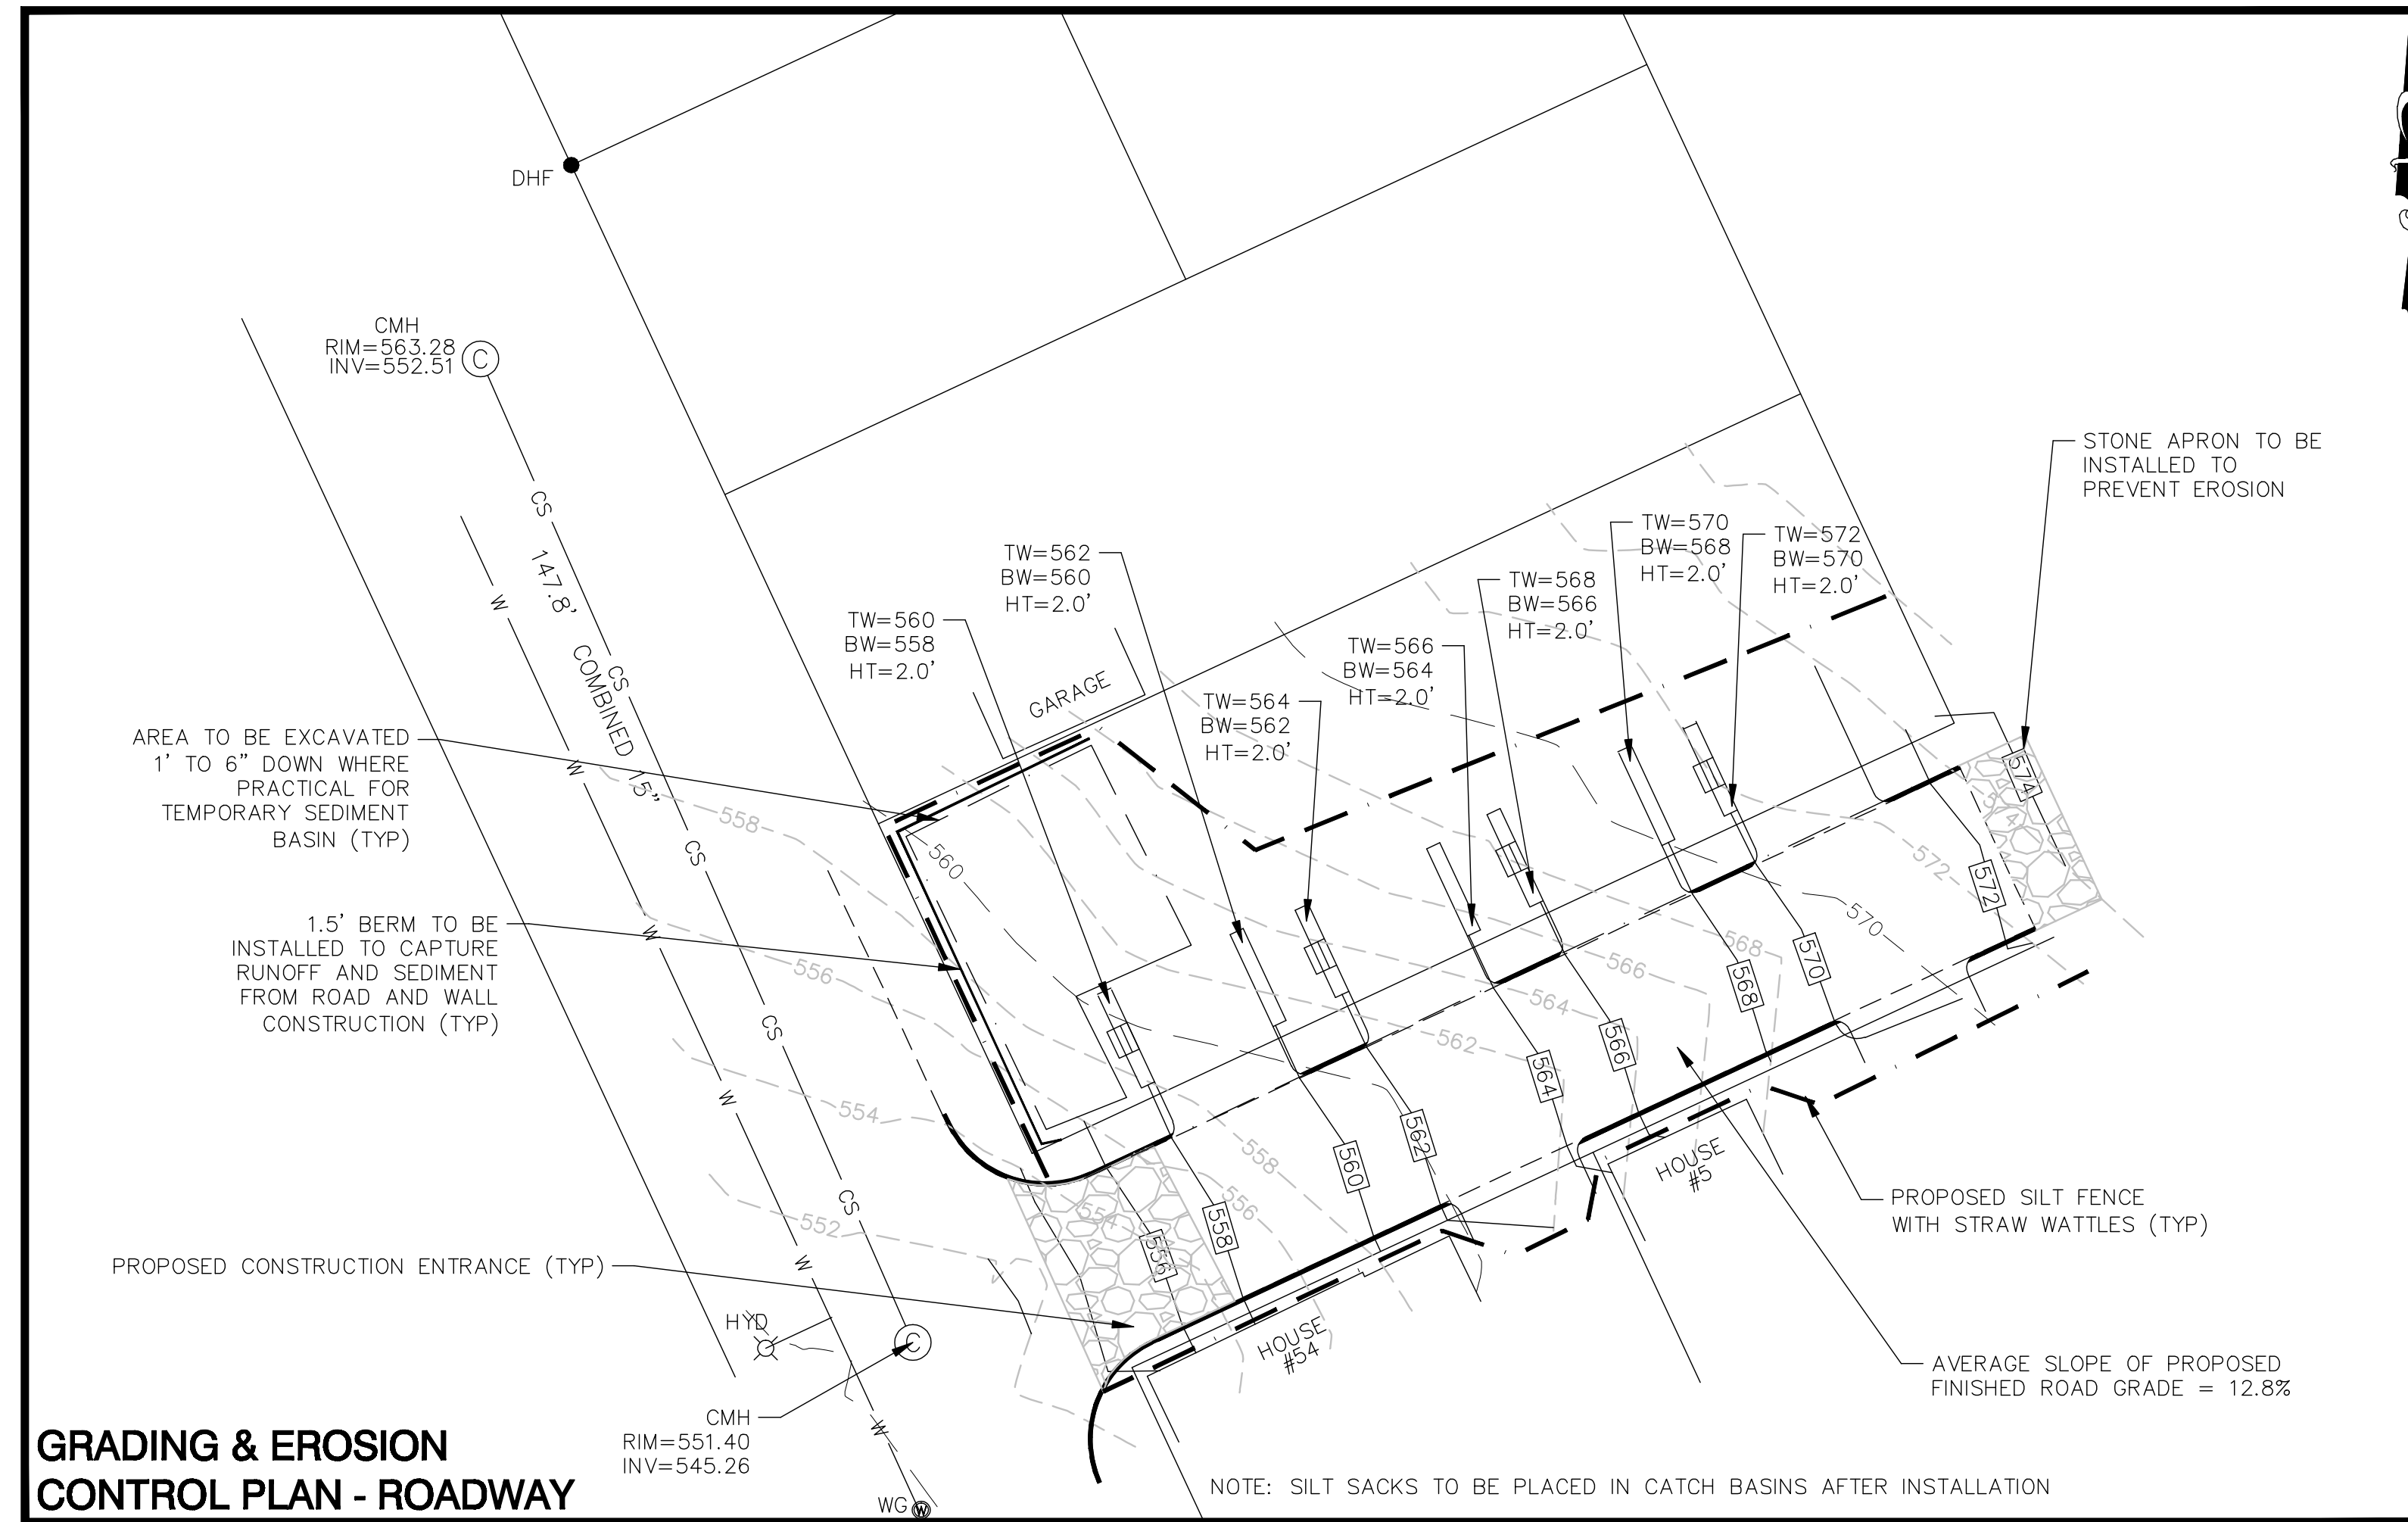 DHF
CMH
RIM=563.28
INV=552.51
C
CS
147.8' COMBINED 15"
CS
CS
CS
CS
W
W
W
W
W
W
STONE APRON TO BE
INSTALLED TO
PREVENT EROSION
TW=560
BW=558
HT=2.0'
TW=562
BW=560
HT=2.0'
TW=564
BW=562
HT=2.0'
TW=566
BW=564
HT=2.0'
TW=568
BW=566
HT=2.0'
TW=570
BW=568
HT=2.0'
TW=572
BW=570
HT=2.0'
GARAGE
AREA TO BE EXCAVATED
1' TO 6" DOWN WHERE
PRACTICAL FOR
TEMPORARY SEDIMENT
BASIN (TYP)
1.5' BERM TO BE
INSTALLED TO CAPTURE
RUNOFF AND SEDIMENT
FROM ROAD AND WALL
CONSTRUCTION (TYP)
558
556
554
552
560
554
556
558
562
564
566
568
570
572
574
556
558
560
562
564
566
568
570
572
574
HOUSE
#5
HOUSE
#54
PROPOSED SILT FENCE
WITH STRAW WATTLES (TYP)
PROPOSED CONSTRUCTION ENTRANCE (TYP)
HYD
C
AVERAGE SLOPE OF PROPOSED
FINISHED ROAD GRADE = 12.8%
CMH
RIM=551.40
INV=545.26
WG
W
NOTE: SILT SACKS TO BE PLACED IN CATCH BASINS AFTER INSTALLATION
GRADING & EROSION
CONTROL PLAN - ROADWAY